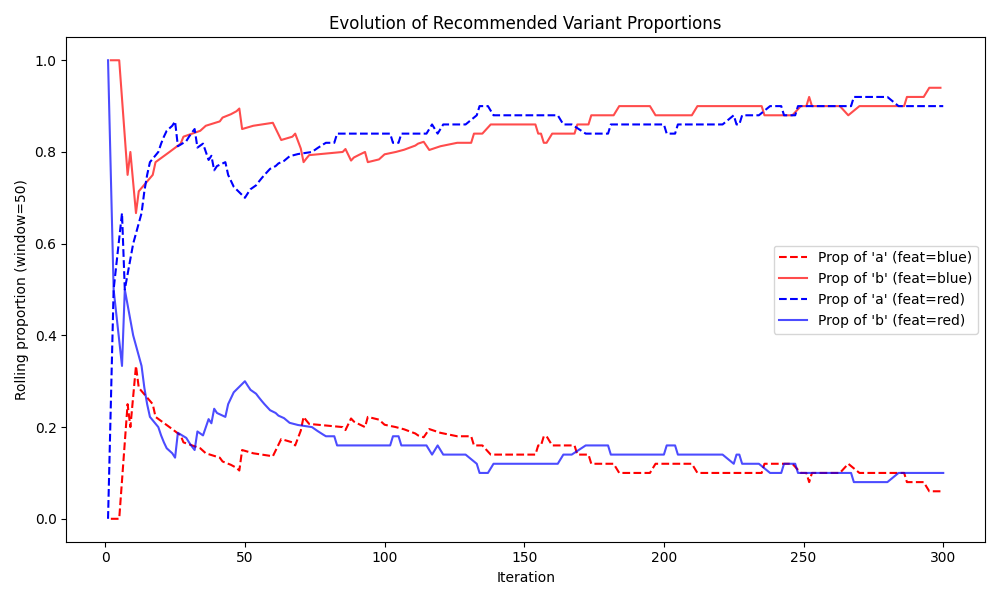 Evolution of Recommended Variant Proportions
Rolling proportion (window=50)
1.0
0.8
0.6
0.4
0.2
0.0
Prop of 'a' (feat=blue)
Prop of 'b' (feat=blue)
Prop of 'a' (feat=red)
Prop of 'b' (feat=red)
0 50 100 150 200 250 300
Iteration